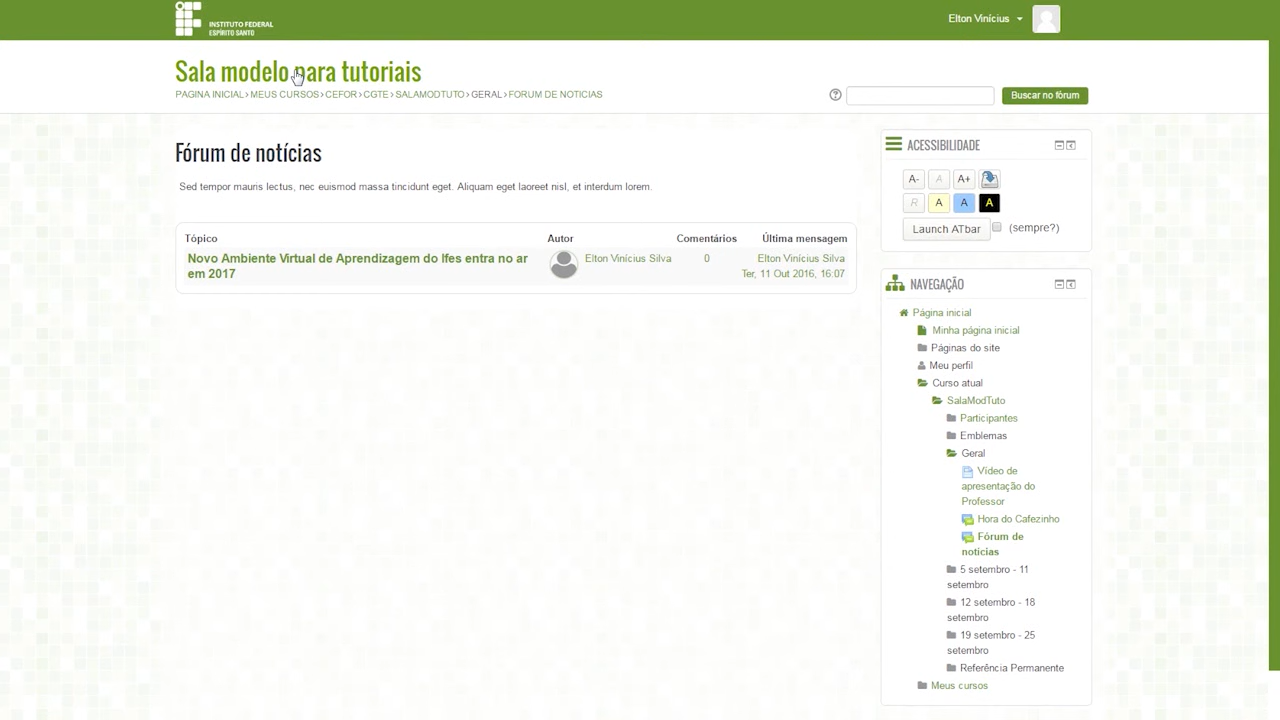 INSTITUTO FEDERAL
ESPÍRITO SANTO
Elton Vinícius
Sala modelo para tutoriais
PÁGINA INICIAL › MEUS CURSOS › CEFOR › CGTE › SALAMODTUTO › GERAL › FÓRUM DE NOTÍCIAS
Buscar no fórum
Fórum de notícias
Sed tempor mauris lectus, nec euismod massa tincidunt eget. Aliquam eget laoreet nisl, et interdum lorem.
Tópico Autor Comentários Última mensagem
Novo Ambiente Virtual de Aprendizagem do Ifes entra no ar Elton Vinícius Silva 0 Elton Vinícius Silva
em 2017 Ter, 11 Out 2016, 16:07
ACESSIBILIDADE
A- A A+
R A A A
Launch ATbar (sempre?)
NAVEGAÇÃO
Página inicial
Minha página inicial
Páginas do site
Meu perfil
Curso atual
SalaModTuto
Participantes
Emblemas
Geral
Vídeo de
apresentação do
Professor
Hora do Cafezinho
Fórum de
notícias
5 setembro - 11
setembro
12 setembro - 18
setembro
19 setembro - 25
setembro
Referência Permanente
Meus cursos